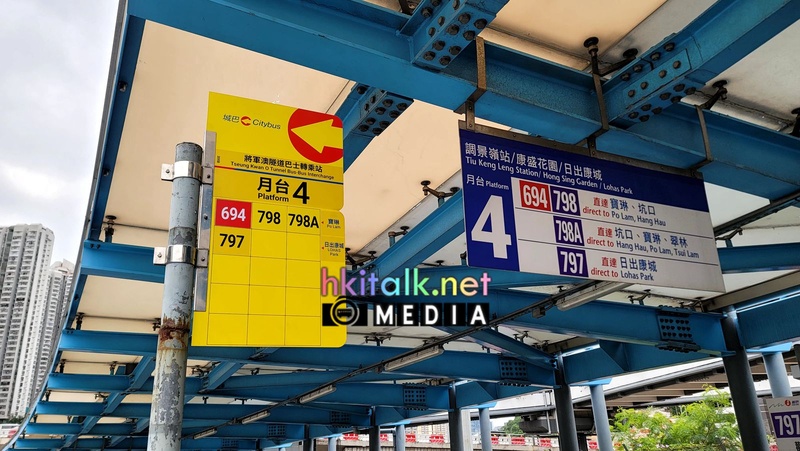 城巴 Citybus
將軍澳隧道巴士轉乘站
Tseung Kwan O Tunnel Bus-Bus Interchange
月台 4
Platform
694 798 798A
寶琳
Po Lam
797
日出康城
Lohas Park
調景嶺站/康盛花園/日出康城
Tiu Keng Leng Station/ Hong Sing Garden/ Lohas Park
月台 Platform
4
694 798 直達 寶琳、坑口
direct to Po Lam, Hang Hau
798A 直達 坑口、寶琳、翠林
direct to Hang Hau, Po Lam, Tsui Lam
797 直達 日出康城
direct to Lohas Park
hkitalk.net
MEDIA
797